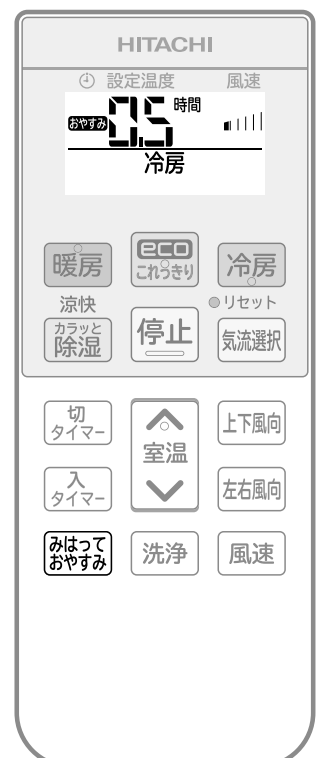 HITACHI
設定温度 風速
おやすみ 0.5 時間
冷房
暖房 eco これっきり 冷房
涼快 リセット
カラッと 除湿 停止 気流選択
切タイマー 室温 上下風向
入タイマー 左右風向
みはっておやすみ 洗浄 風速